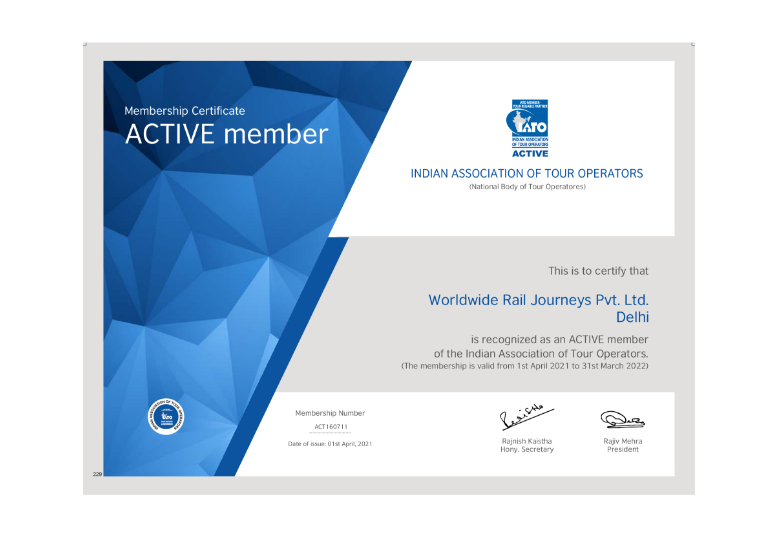 Membership Certificate
ACTIVE member
IATO MEMBER
YOUR RELIABLE PARTNER
IATO
INDIAN ASSOCIATION
OF TOUR OPERATORS
ACTIVE
INDIAN ASSOCIATION OF TOUR OPERATORS
(National Body of Tour Operatores)
This is to certify that
Worldwide Rail Journeys Pvt. Ltd.
Delhi
is recognized as an ACTIVE member
of the Indian Association of Tour Operators.
(The membership is valid from 1st April 2021 to 31st March 2022)
Membership Number
ACT160711
Date of issue: 01st April, 2021
Rajnish Kaistha
Hony. Secretary
Rajiv Mehra
President
229